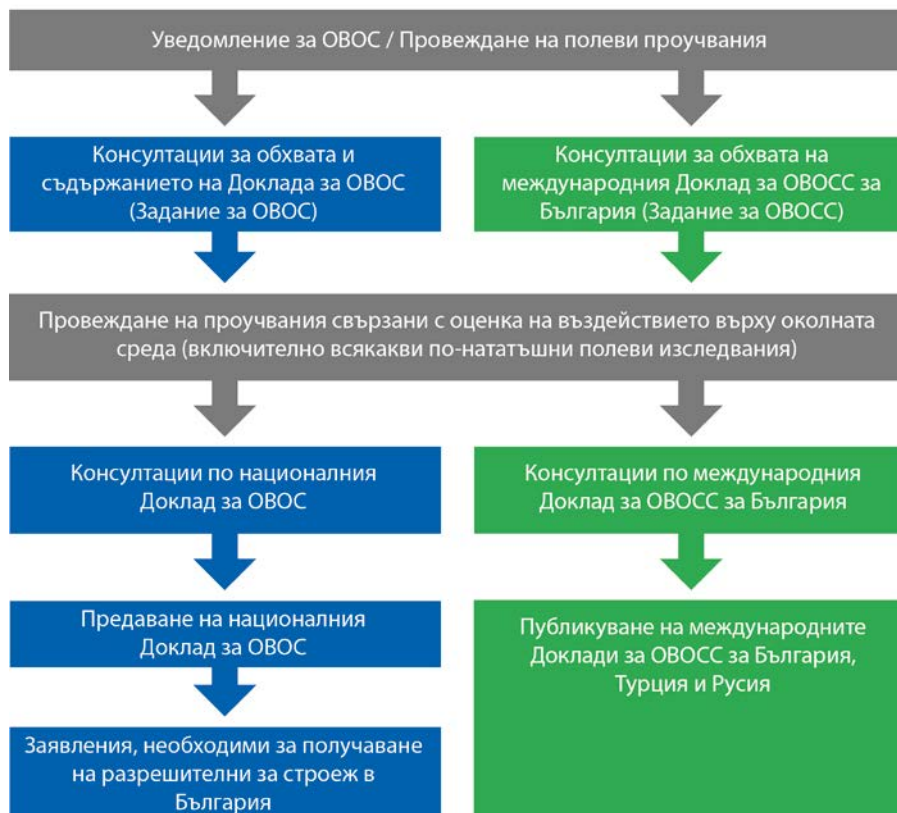 Уведомление за ОВОС / Провеждане на полеви проучвания
Консултации за обхвата и
съдържанието на Доклада за ОВОС
(Задание за ОВОС)
Консултации за обхвата на
международния Доклад за ОВОСС за
България (Задание за ОВОСС)
Провеждане на проучвания свързани с оценка на въздействието върху околната
среда (включително всякакви по-нататъшни полеви изследвания)
Консултации по националния
Доклад за ОВОС
Консултации по международния
Доклад за ОВОСС за България
Предаване на националния
Доклад за ОВОС
Публикуване на международните
Доклади за ОВОСС за България,
Турция и Русия
Заявления, необходими за получаване
на разрешителни за строеж в
България